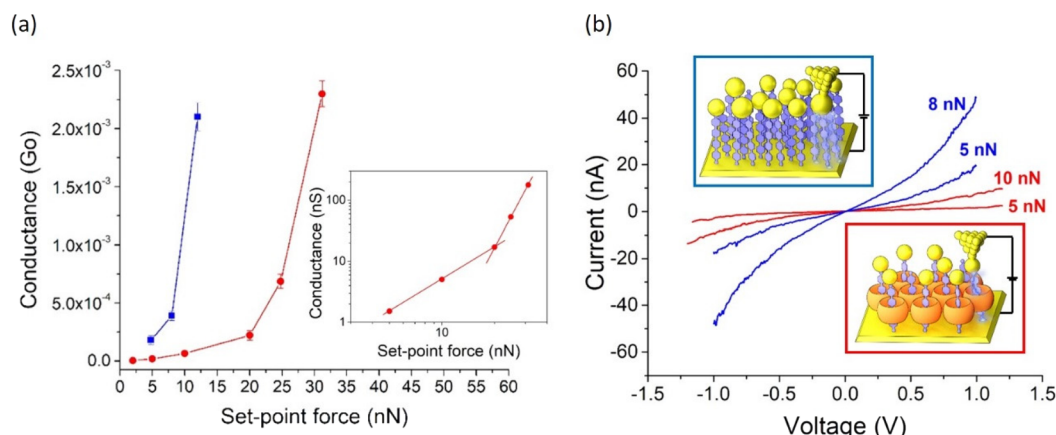 (a)
Conductance (Go)
2.5x10⁻³
2.0x10⁻³
1.5x10⁻³
1.0x10⁻³
5.0x10⁻⁴
0.0
0 5 10 15 20 25 30 35 40 45 50 55 60
Set-point force (nN)
Conductance (nS)
100
10
1
10
Set-point force (nN)
(b)
Current (nA)
60
40
20
0
-20
-40
-60
-1.5 -1.0 -0.5 0.0 0.5 1.0 1.5
Voltage (V)
8 nN
5 nN
10 nN
5 nN